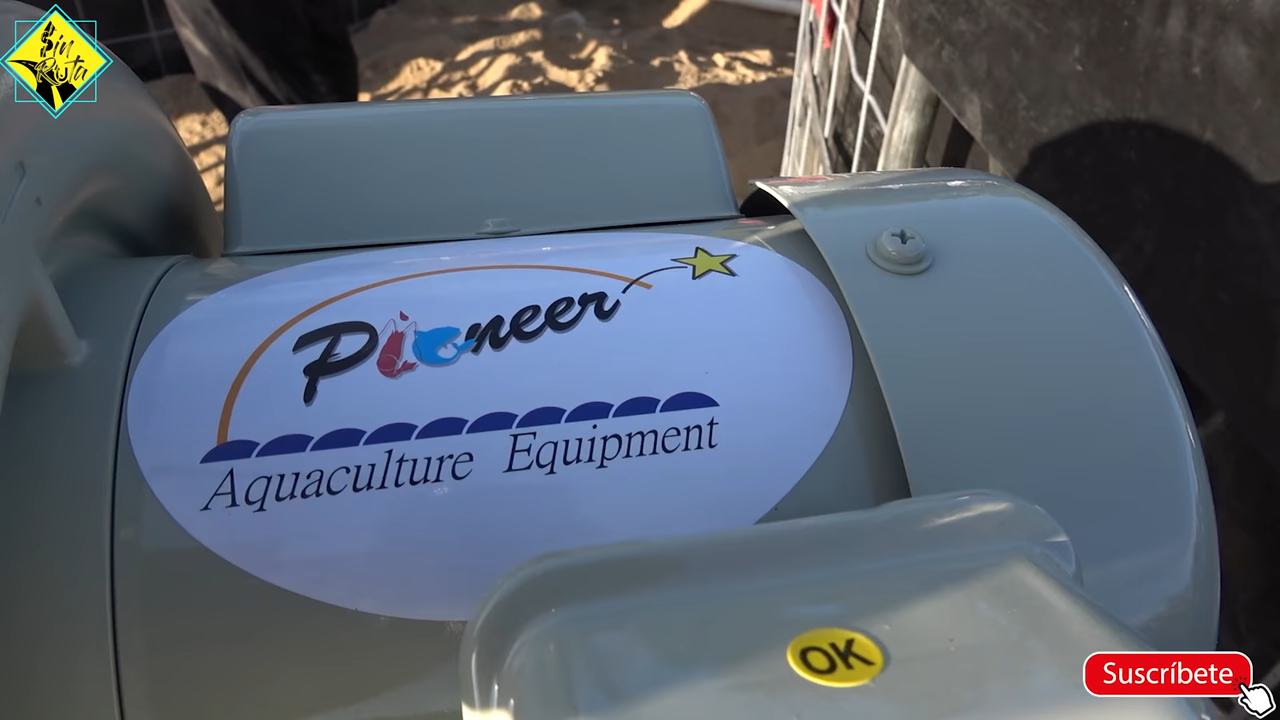 Sin
Ruta
Pioneer
Aquaculture Equipment
OK
Suscríbete